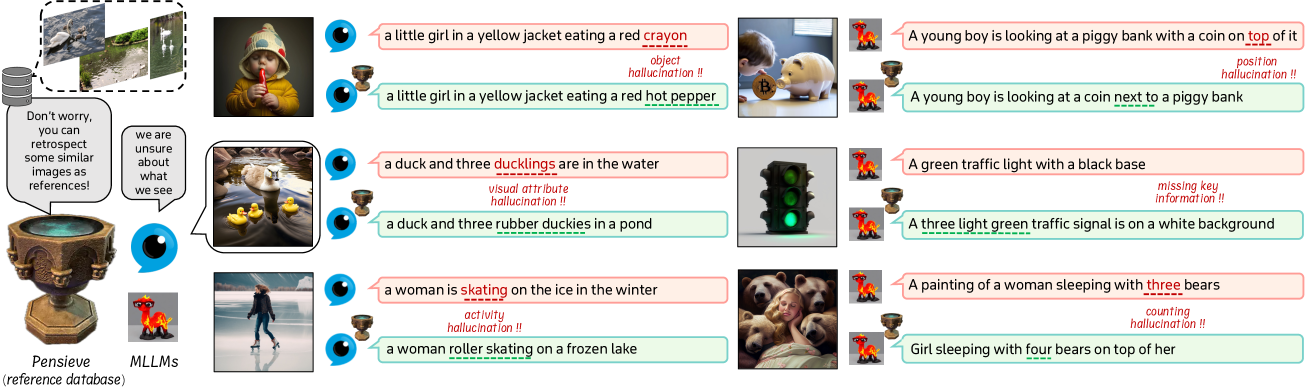 Don't worry,
you can
retrospect
some similar
images as
references!
we are
unsure
about
what
we see
Pensieve
(reference database)
MLLMs
a little girl in a yellow jacket eating a red crayon
object
hallucination !!
a little girl in a yellow jacket eating a red hot pepper
a duck and three ducklings are in the water
visual attribute
hallucination !!
a duck and three rubber duckies in a pond
a woman is skating on the ice in the winter
activity
hallucination !!
a woman roller skating on a frozen lake
A young boy is looking at a piggy bank with a coin on top of it
position
hallucination !!
A young boy is looking at a coin next to a piggy bank
A green traffic light with a black base
missing key
information !!
A three light green traffic signal is on a white background
A painting of a woman sleeping with three bears
counting
hallucination !!
Girl sleeping with four bears on top of her